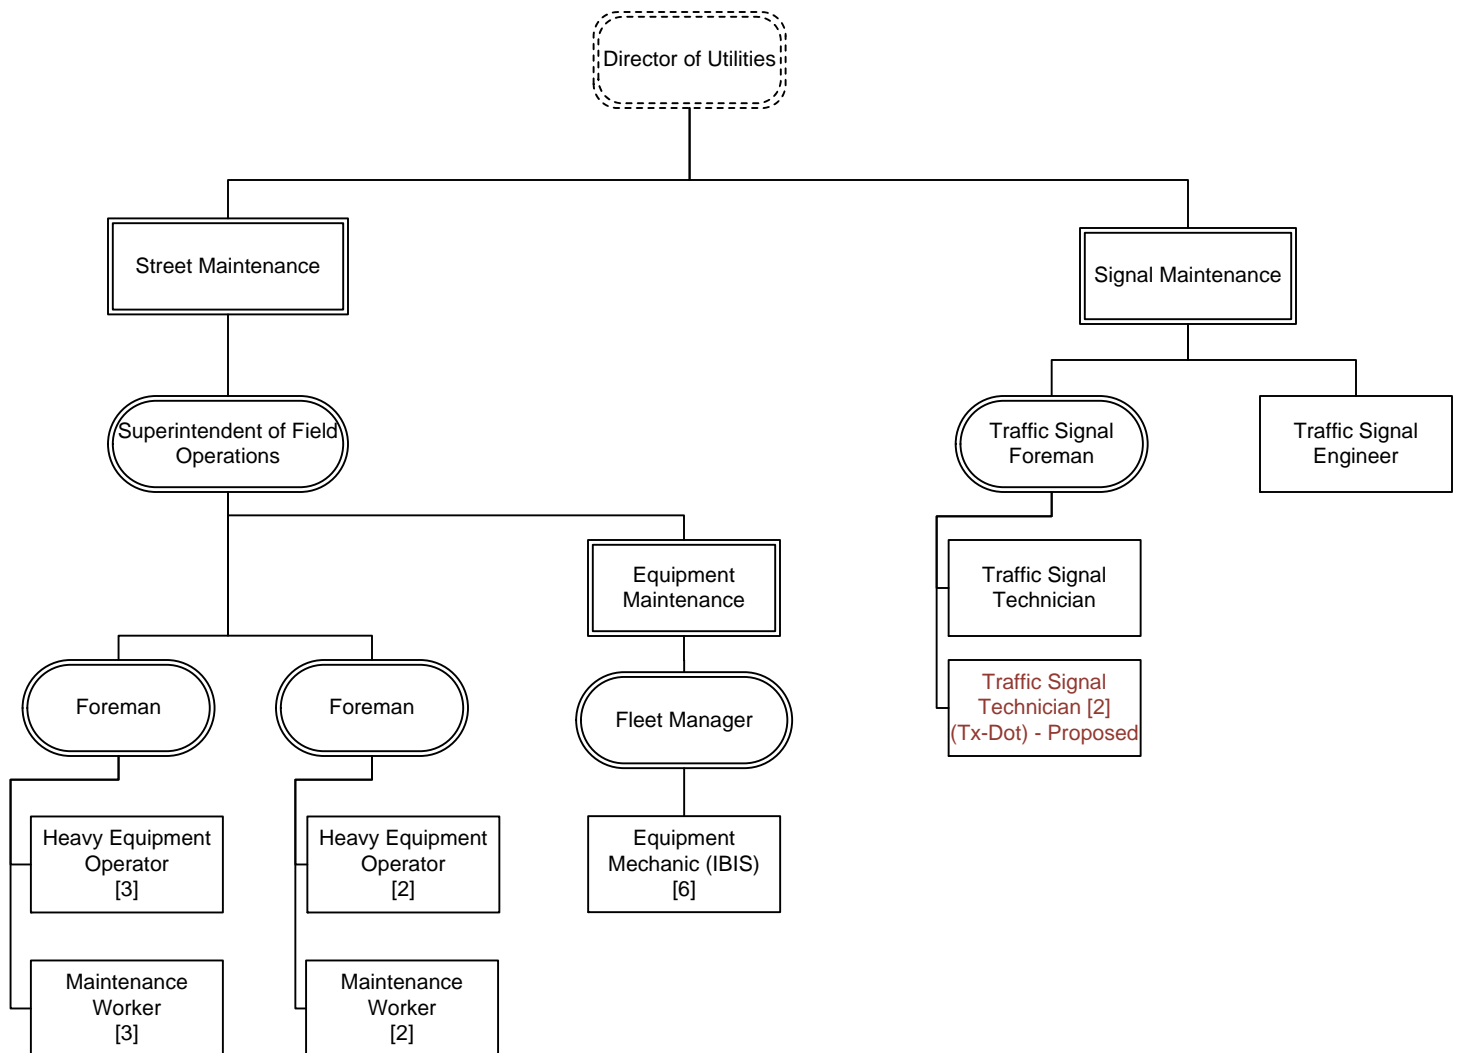 Director of Utilities
Street Maintenance
Signal Maintenance
Superintendent of Field
Operations
Traffic Signal
Foreman
Traffic Signal
Engineer
Equipment
Maintenance
Traffic Signal
Technician
Foreman
Foreman
Fleet Manager
Traffic Signal
Technician [2]
(Tx-Dot) - Proposed
Heavy Equipment
Operator
[3]
Heavy Equipment
Operator
[2]
Equipment
Mechanic (IBIS)
[6]
Maintenance
Worker
[3]
Maintenance
Worker
[2]